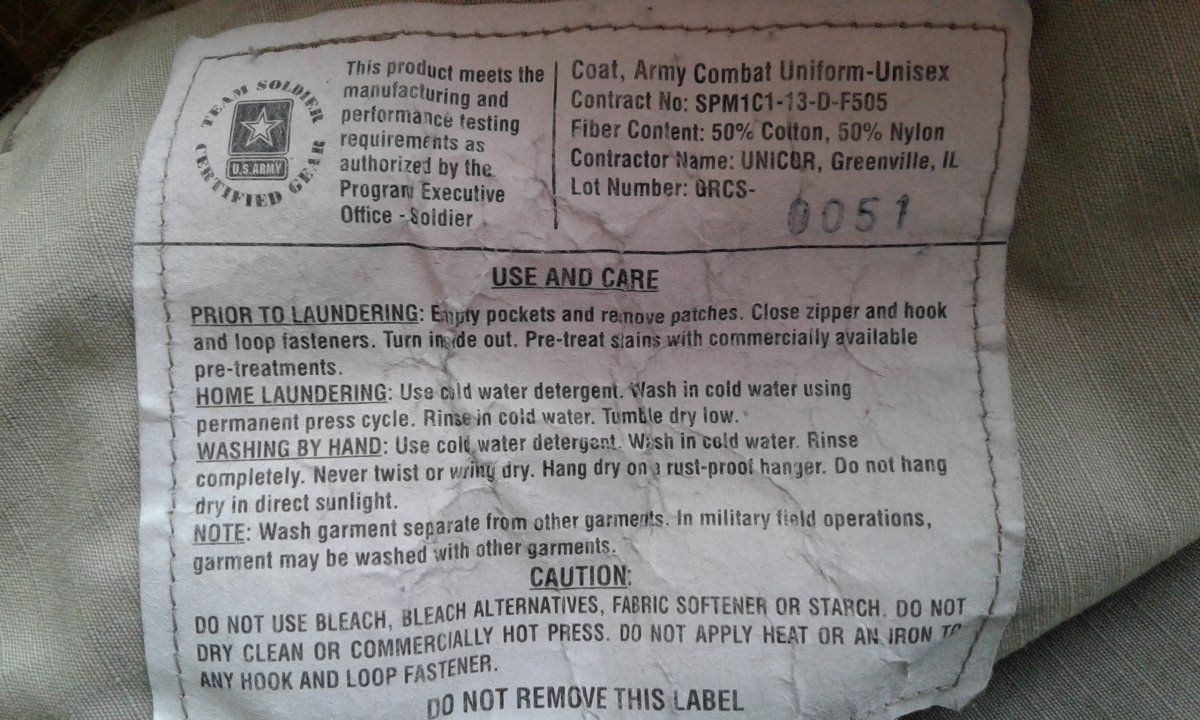 TEAM SOLDIER
U.S.ARMY
CERTIFIED GEAR
This product meets the
manufacturing and
performance testing
requirements as
authorized by the
Program Executive
Office - Soldier
Coat, Army Combat Uniform-Unisex
Contract No: SPM1C1-13-D-F505
Fiber Content: 50% Cotton, 50% Nylon
Contractor Name: UNICOR, Greenville, IL
Lot Number: GRCS-
0051
USE AND CARE
PRIOR TO LAUNDERING: Empty pockets and remove patches. Close zipper and hook
and loop fasteners. Turn inside out. Pre-treat stains with commercially available
pre-treatments.
HOME LAUNDERING: Use cold water detergent. Wash in cold water using
permanent press cycle. Rinse in cold water. Tumble dry low.
WASHING BY HAND: Use cold water detergent. Wash in cold water. Rinse
completely. Never twist or wring dry. Hang dry on a rust-proof hanger. Do not hang
dry in direct sunlight.
NOTE: Wash garment separate from other garments. In military field operations,
garment may be washed with other garments.
CAUTION:
DO NOT USE BLEACH, BLEACH ALTERNATIVES, FABRIC SOFTENER OR STARCH. DO NOT
DRY CLEAN OR COMMERCIALLY HOT PRESS. DO NOT APPLY HEAT OR AN IRON TO
ANY HOOK AND LOOP FASTENER.
DO NOT REMOVE THIS LABEL